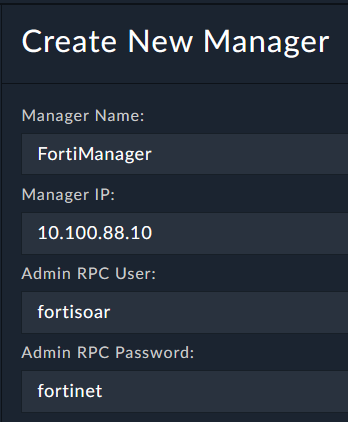 Create New Manager
Manager Name:
FortiManager
Manager IP:
10.100.88.10
Admin RPC User:
fortisoar
Admin RPC Password:
fortinet